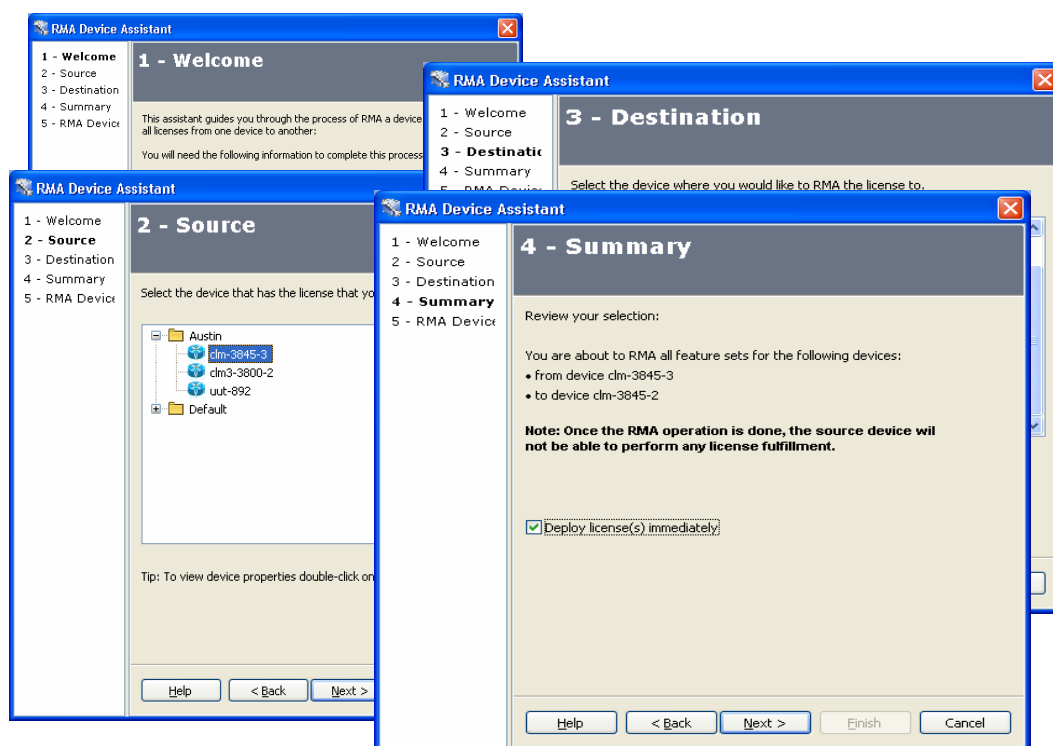 RMA Device Assistant
1 - Welcome
2 - Source
3 - Destination
4 - Summary
5 - RMA Device
1 - Welcome
This assistant guides you through the process of RMA a device
all licenses from one device to another:
You will need the following information to complete this process
RMA Device Assistant
1 - Welcome
2 - Source
3 - Destinatic
4 - Summary
5 - RMA Device
3 - Destination
Select the device where you would like to RMA the license to.
RMA Device Assistant
1 - Welcome
2 - Source
3 - Destination
4 - Summary
5 - RMA Device
2 - Source
Select the device that has the license that yo
Austin
clm-3845-3
clm3-3800-2
uut-892
Default
Tip: To view device properties double-click on
Help
< Back
Next >
RMA Device Assistant
1 - Welcome
2 - Source
3 - Destination
4 - Summary
5 - RMA Device
4 - Summary
Review your selection:
You are about to RMA all feature sets for the following devices:
• from device clm-3845-3
• to device clm-3845-2
Note: Once the RMA operation is done, the source device wil
not be able to perform any license fulfillment.
Deploy license(s) immediately
Help
< Back
Next >
Finish
Cancel